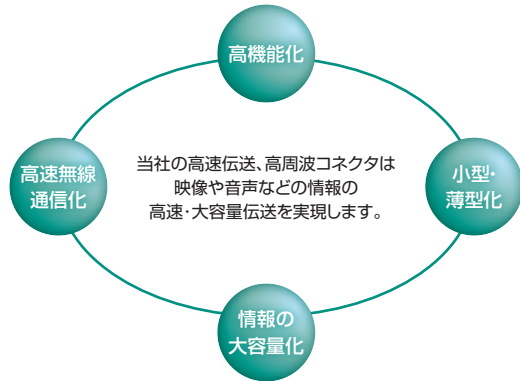 高機能化
高速無線
通信化
当社の高速伝送、高周波コネクタは
映像や音声などの情報の
高速・大容量伝送を実現します。
小型・
薄型化
情報の
大容量化